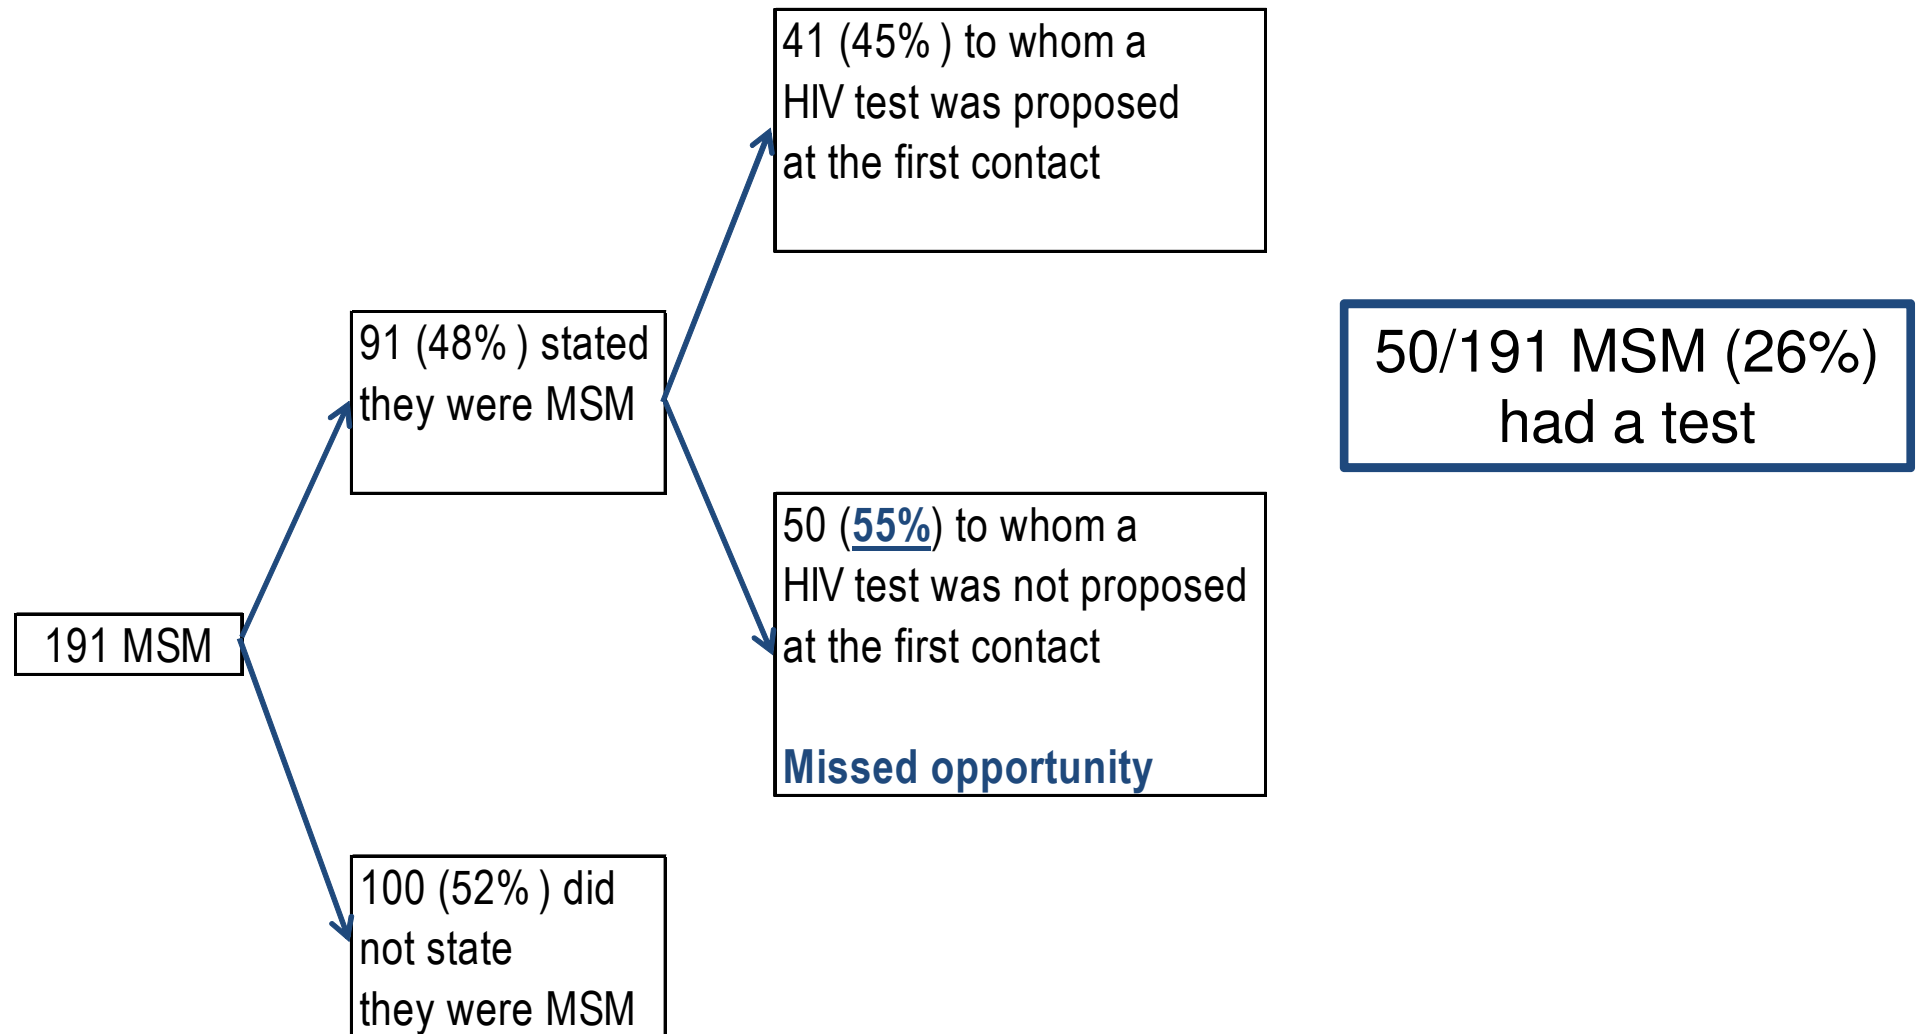 41 (45% ) to whom a
HIV test was proposed
at the first contact
91 (48% ) stated
they were MSM
50/191 MSM (26%)
had a test
50 (55%) to whom a
HIV test was not proposed
at the first contact
Missed opportunity
191 MSM
100 (52% ) did
not state
they were MSM